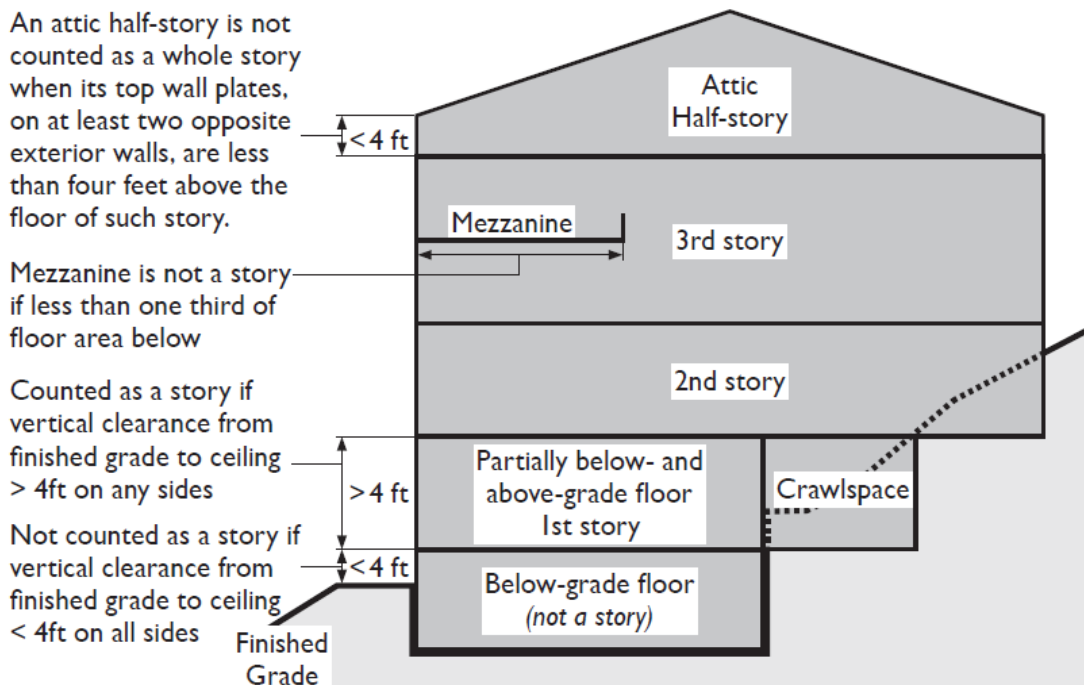 An attic half-story is not
counted as a whole story
when its top wall plates,
on at least two opposite
exterior walls, are less
than four feet above the
floor of such story.
< 4 ft
Attic
Half-story
Mezzanine
3rd story
Mezzanine is not a story
if less than one third of
floor area below
2nd story
Counted as a story if
vertical clearance from
finished grade to ceiling
> 4ft on any sides
> 4 ft
Partially below- and
above-grade floor
1st story
Crawlspace
Not counted as a story if
vertical clearance from
finished grade to ceiling
< 4ft on all sides
< 4 ft
Below-grade floor
(not a story)
Finished
Grade